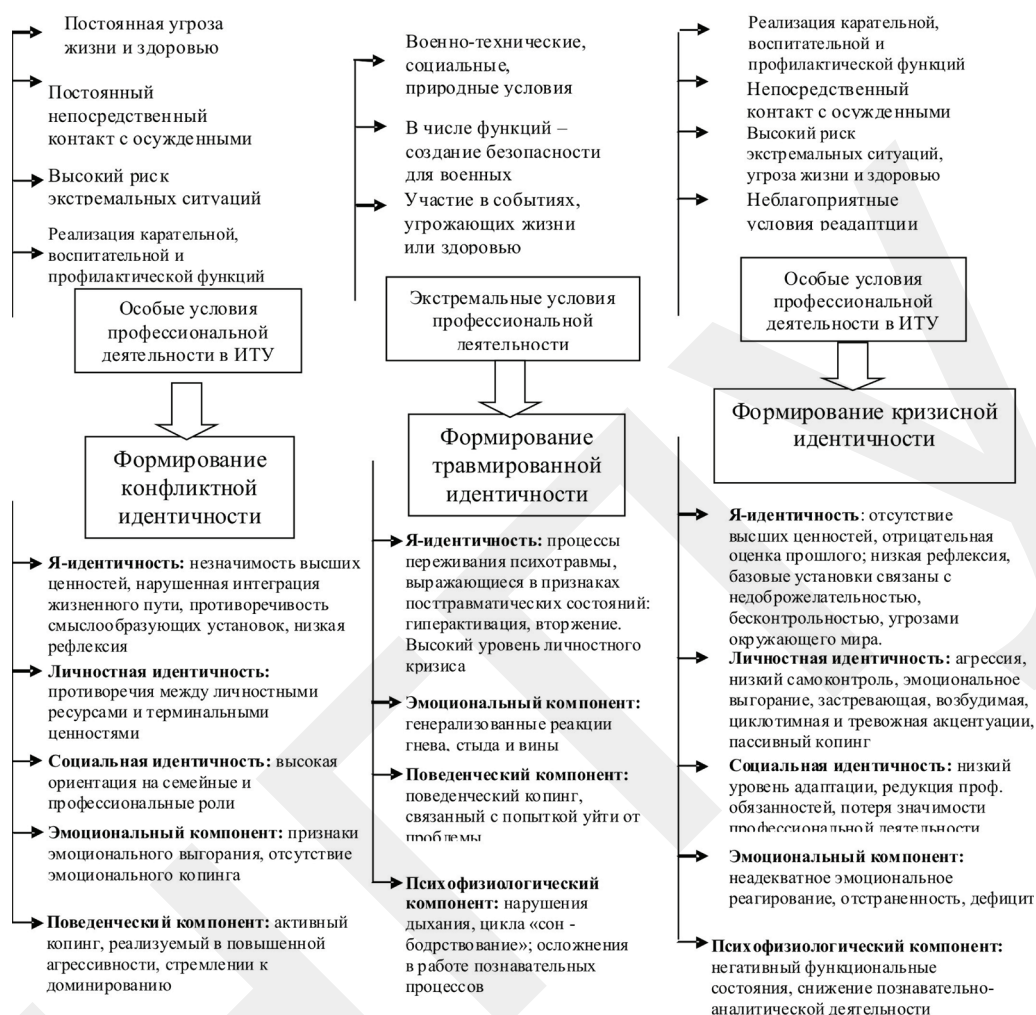 Постоянная угроза
жизни и здоровью
Постоянный
непосредственный
контакт с осужденными
Высокий риск
экстремальных ситуаций
Реализация карательной,
воспитательной и
профилактической функций
Особые условия
профессиональной
деятельности в ИТУ
Формирование
конфликтной
идентичности
Я-идентичность: незначимость высших
ценностей, нарушенная интеграция
жизненного пути, противоречивость
смыслообразующих установок, низкая
рефлексия
Личностная идентичность:
противоречия между личностными
ресурсами и терминальными
ценностями
Социальная идентичность: высокая
ориентация на семейные и
профессиональные роли
Эмоциональный компонент: признаки
эмоционального выгорания, отсутствие
эмоционального копинга
Поведенческий компонент: активный
копинг, реализуемый в повышенной
агрессивности, стремлении к
доминированию
Военно-технические,
социальные,
природные условия
В числе функций –
создание безопасности
для военных
Участие в событиях,
угрожающих жизни
или здоровью
Экстремальные условия
профессиональной
деятельности
Формирование
травмированной
идентичности
Я-идентичность: процессы
переживания психотравмы,
выражающиеся в признаках
посттравматических состояний:
гиперактивация, вторжение.
Высокий уровень личностного
кризиса
Эмоциональный компонент:
генерализованные реакции
гнева, стыда и вины
Поведенческий компонент:
поведенческий копинг,
связанный с попыткой уйти от
проблемы
Психофизиологический
компонент: нарушения
дыхания, цикла «сон -
бодрствование»; осложнения
в работе познавательных
процессов
Реализация карательной,
воспитательной и
профилактической функций
Непосредственный
контакт с осужденными
Высокий риск
экстремальных ситуаций,
угроза жизни и здоровью
Неблагоприятные
условия реадаптции
Особые условия
профессиональной
деятельности в ИТУ
Формирование кризисной
идентичности
Я-идентичность: отсутствие
высших ценностей, отрицательная
оценка прошлого; низкая рефлексия,
базовые установки связаны с
недоброжелательностью,
бесконтрольностью, угрозами
окружающего мира.
Личностная идентичность: агрессия,
низкий самоконтроль, эмоциональное
выгорание, застревающая, возбудимая,
циклотимная и тревожная акцентуации,
пассивный копинг
Социальная идентичность: низкий
уровень адаптации, редукция проф.
обязанностей, потеря значимости
профессиональной деятельности
Эмоциональный компонент:
неадекватное эмоциональное
реагирование, отстраненность, дефицит
Психофизиологический компонент:
негативный функциональные
состояния, снижение познавательно-
аналитической деятельности